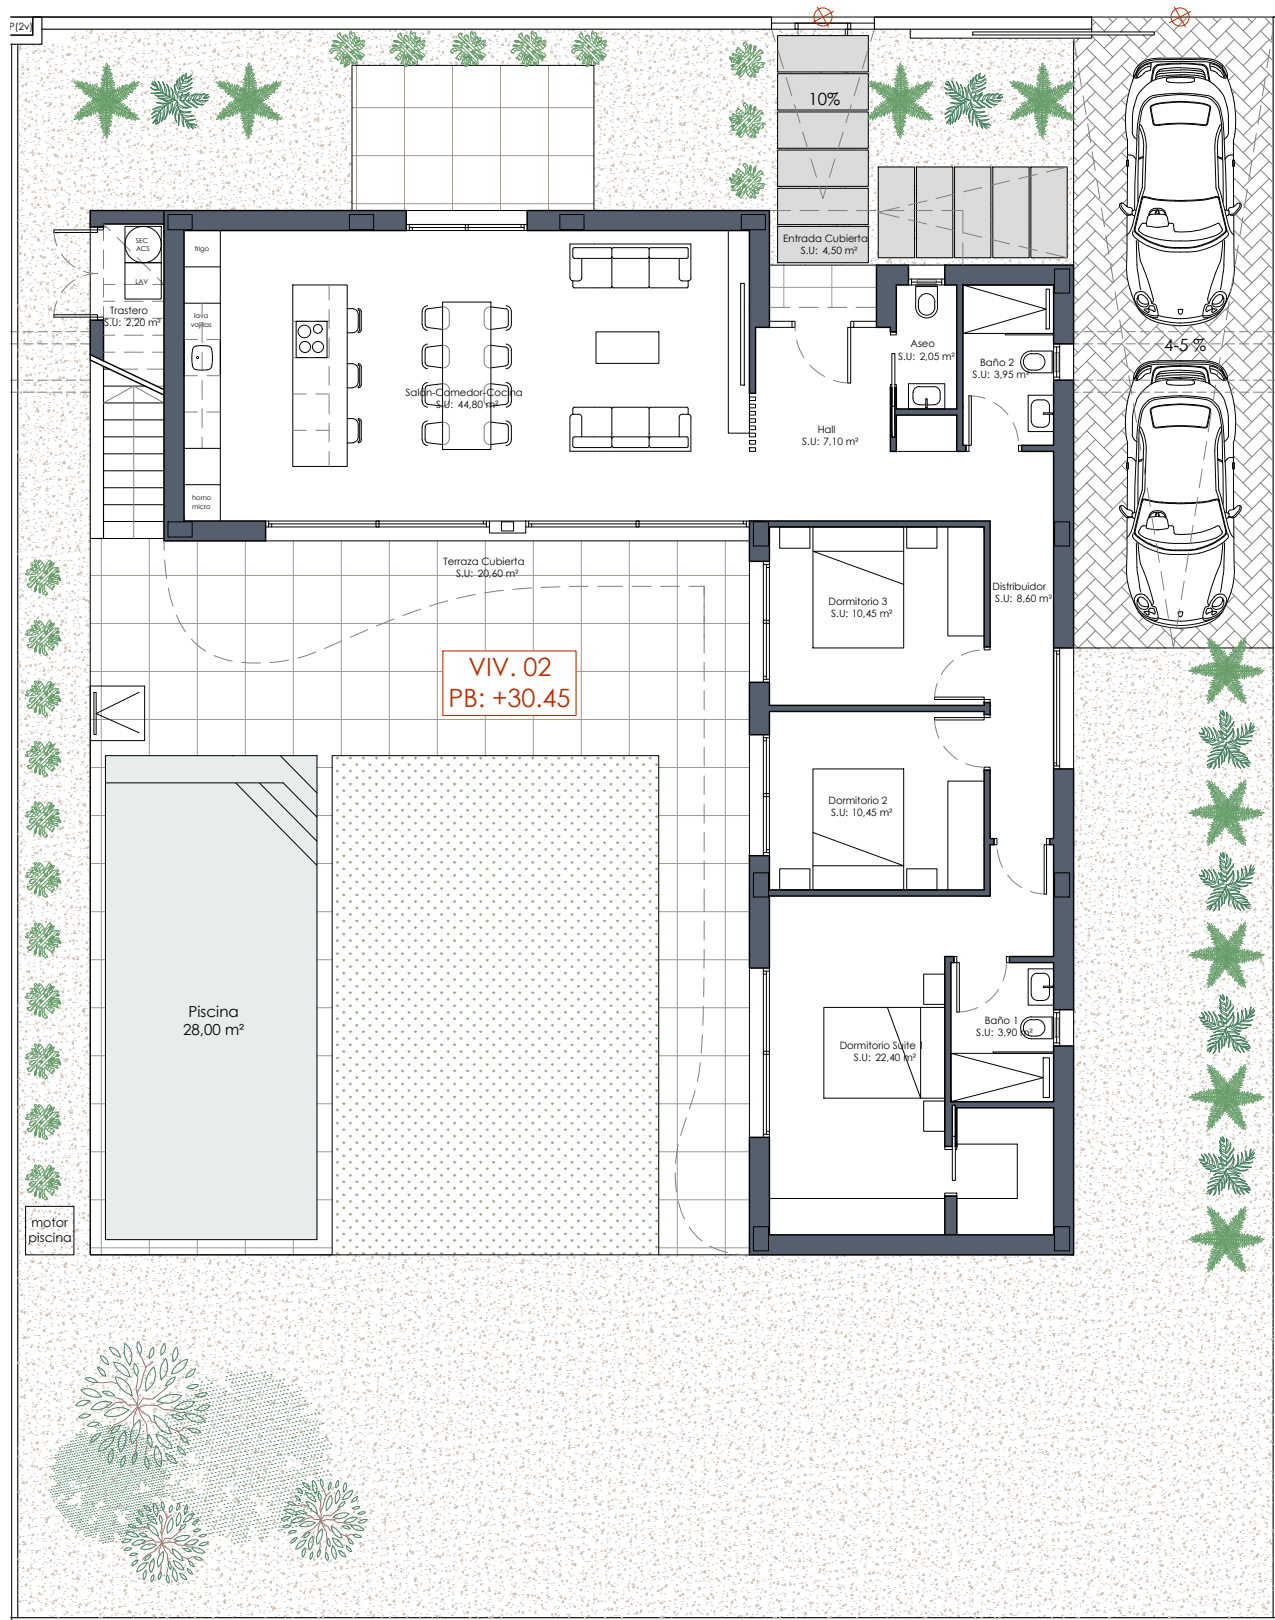 P(2v)
10%
Entrada Cubierta
S.U: 4,50 m²
SEC
ACS
LAV
Trastero
S.U: 2,20 m²
frigo
lava
vajillas
horno
micro
Salón-Comedor-Cocina
S.U: 44,80 m²
Aseo
S.U: 2,05 m²
Baño 2
S.U: 3,95 m²
4-5 %
Hall
S.U: 7,10 m²
Terraza Cubierta
S.U: 20,60 m²
Dormitorio 3
S.U: 10,45 m²
Distribuidor
S.U: 8,60 m²
VIV. 02
PB: +30.45
Dormitorio 2
S.U: 10,45 m²
Piscina
28,00 m²
Baño 1
S.U: 3,90 m²
Dormitorio Suite 1
S.U: 22,40 m²
motor
piscina